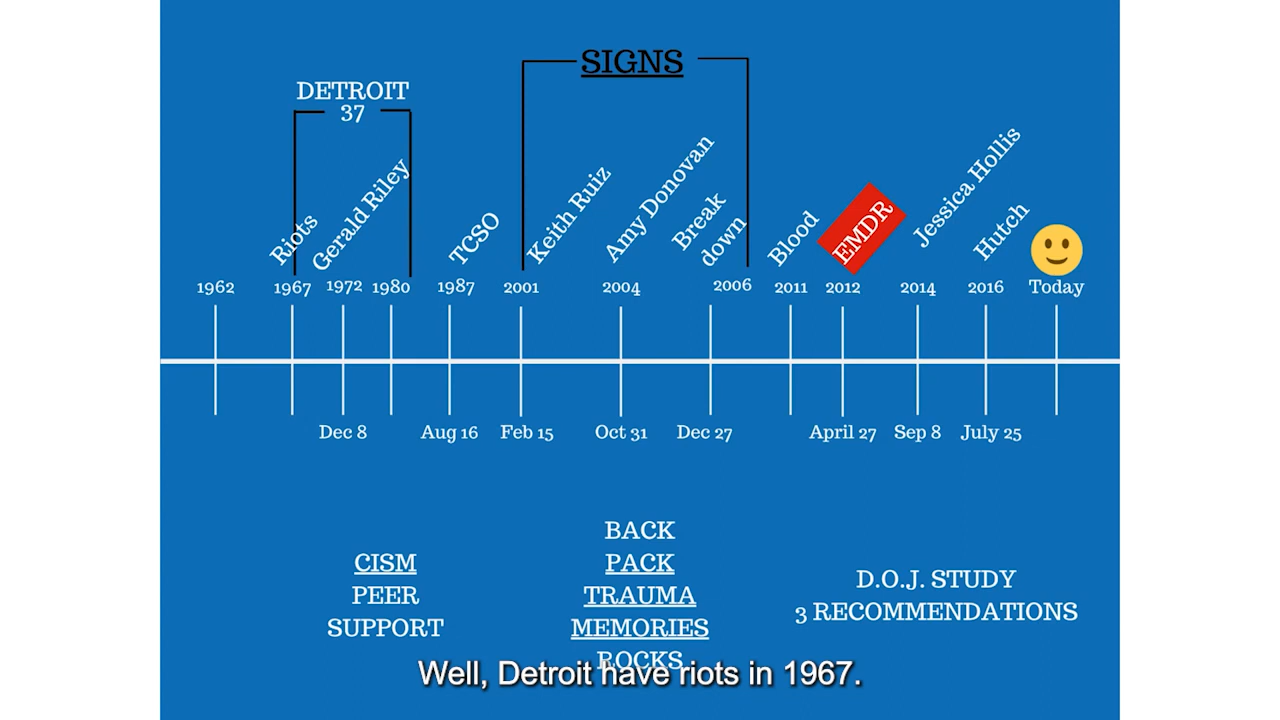 SIGNS
DETROIT
37
Riots
Gerald Riley
TCSO
Keith Ruiz
Amy Donovan
Break
down
Blood
EMDR
Jessica Hollis
Hutch
1962 1967 1972 1980 1987 2001 2004 2006 2011 2012 2014 2016 Today
Dec 8 Aug 16 Feb 15 Oct 31 Dec 27 April 27 Sep 8 July 25
CISM
PEER
SUPPORT
BACK
PACK
TRAUMA
MEMORIES
ROCKS
D.O.J. STUDY
3 RECOMMENDATIONS
Well, Detroit have riots in 1967.